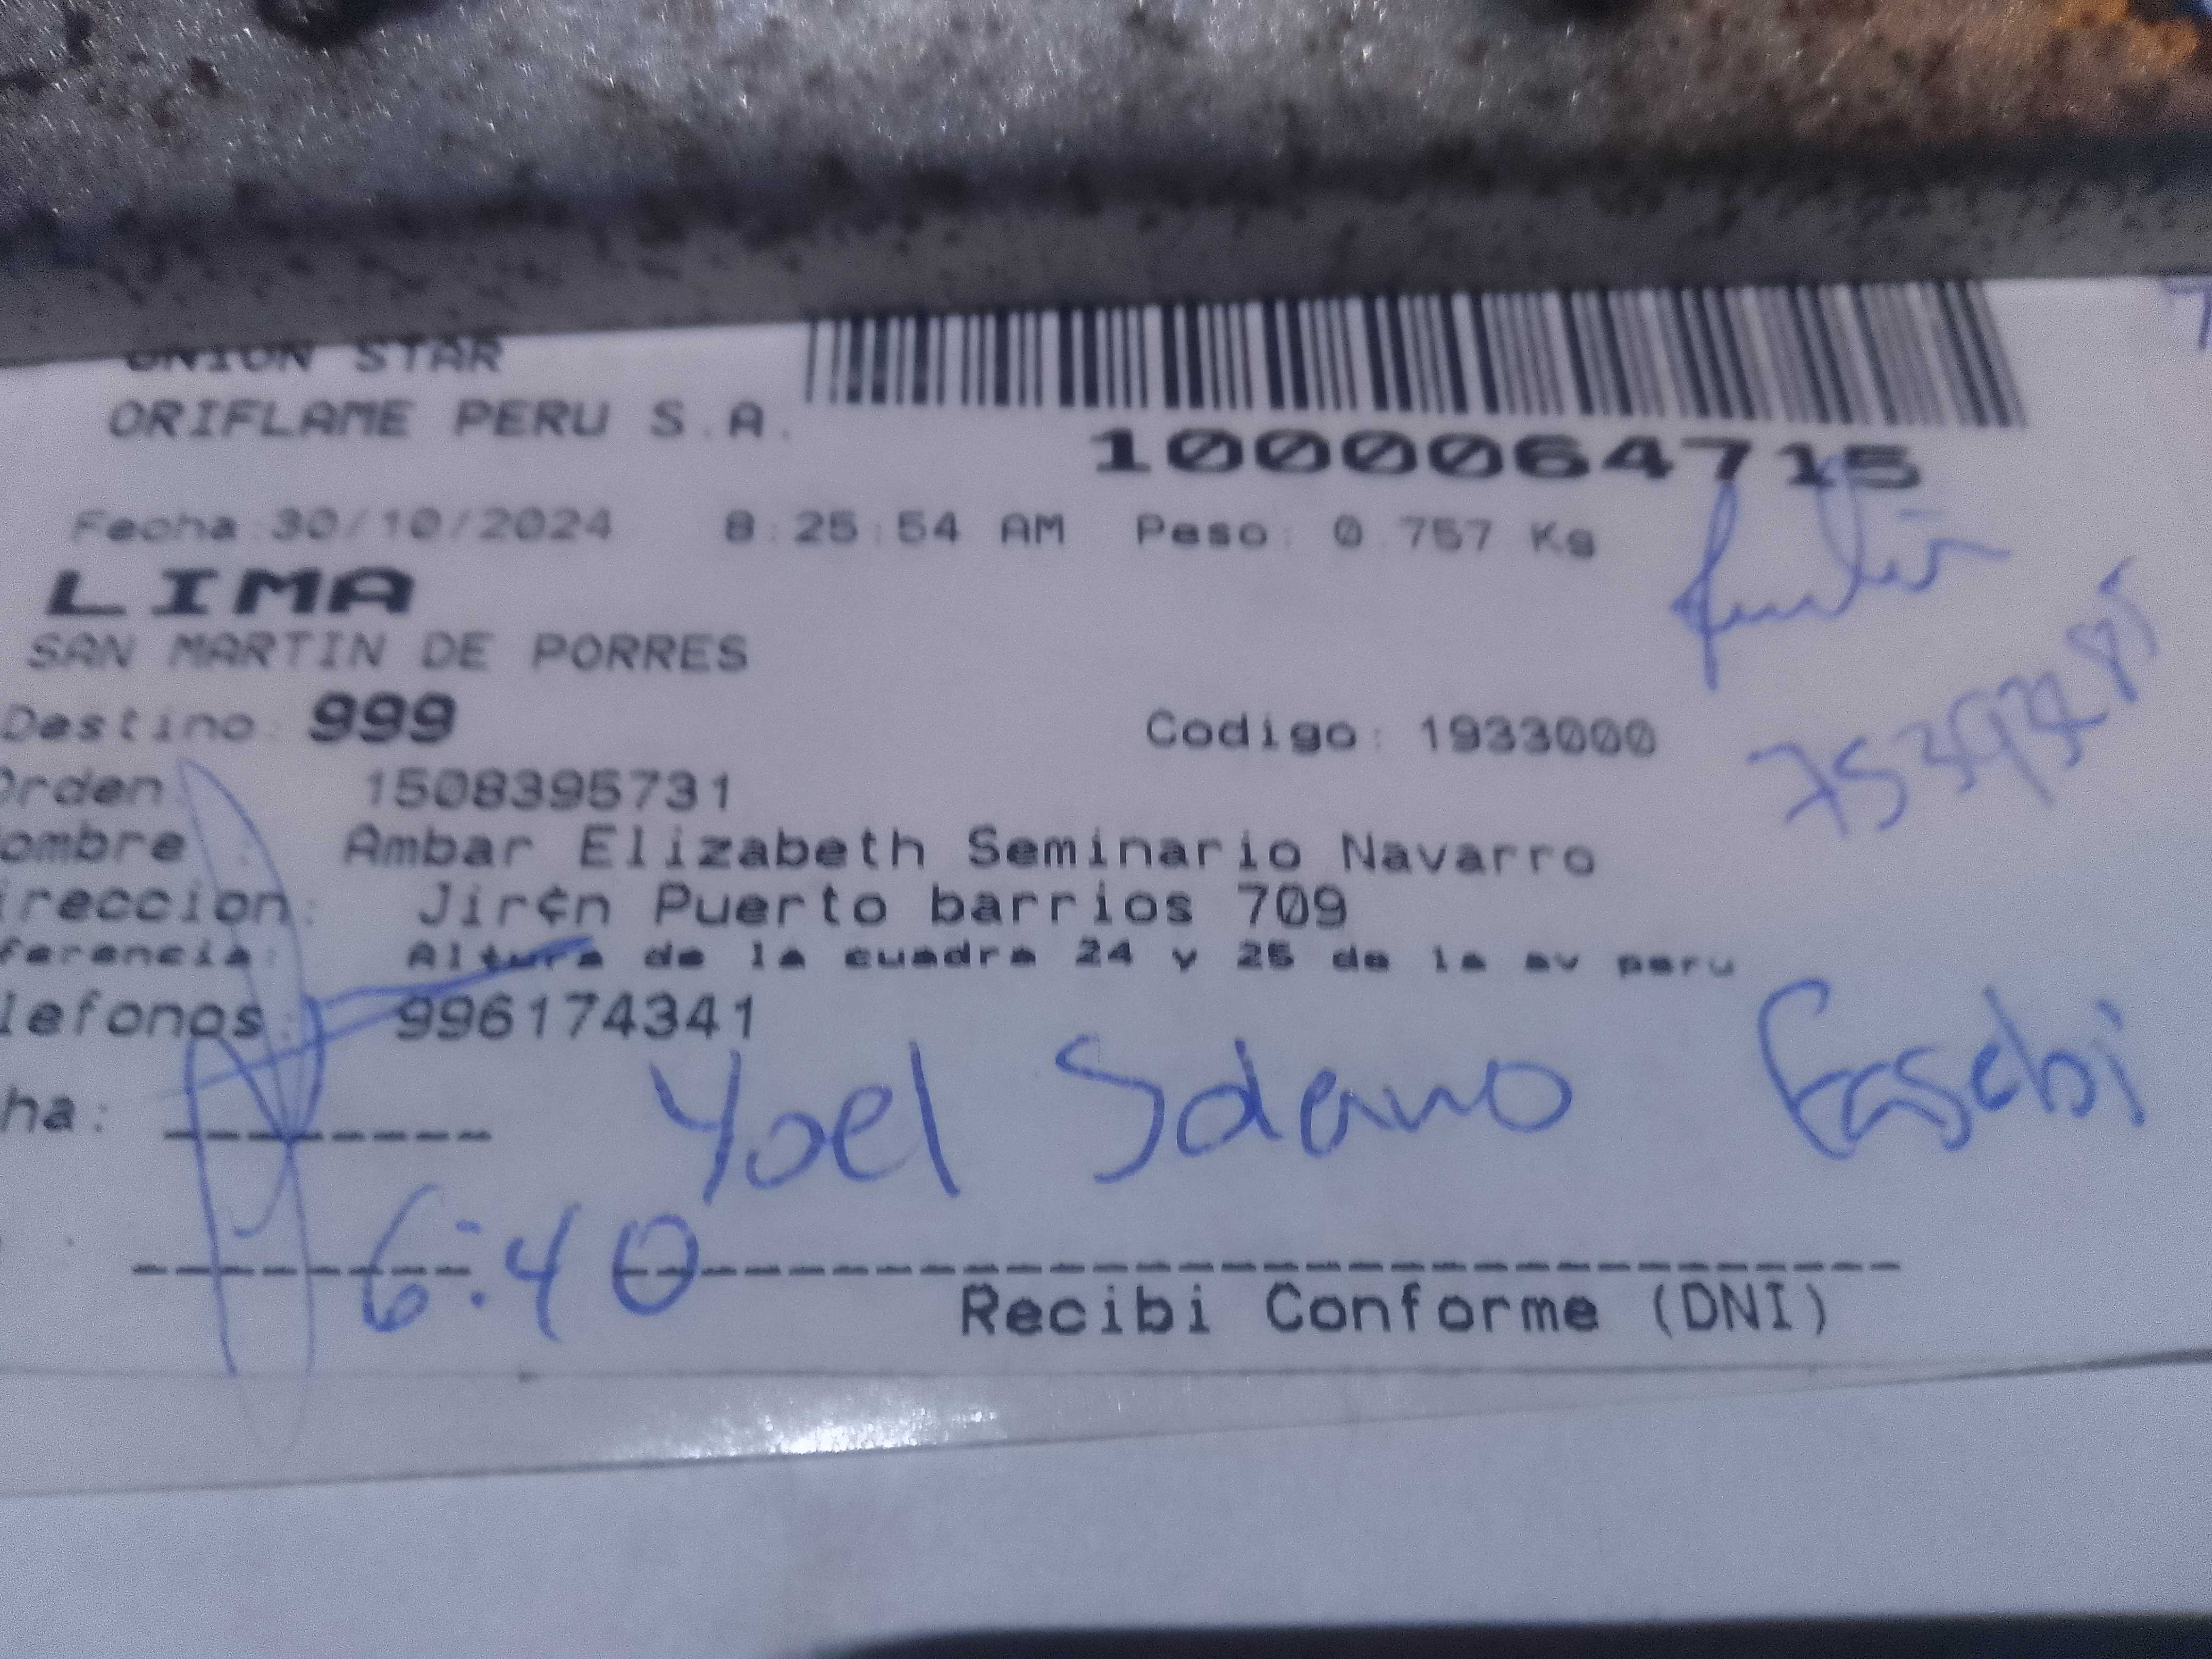 UNION STAR
ORIFLAME PERU S.A.
1000064715
Fecha:30/10/2024 8:25:54 AM Peso: 0.757 Kg
LIMA
SAN MARTIN DE PORRES
Destino: 999 Codigo: 1933000
Orden 1508395731
ombre : Ambar Elizabeth Seminario Navarro
ireccion: Jir¢n Puerto barrios 709
ferencia: Altura de la cuadra 24 y 25 de la av peru
lefonos: 996174341
ha:
Yoel
6:40
Recibi Conforme (DNI)